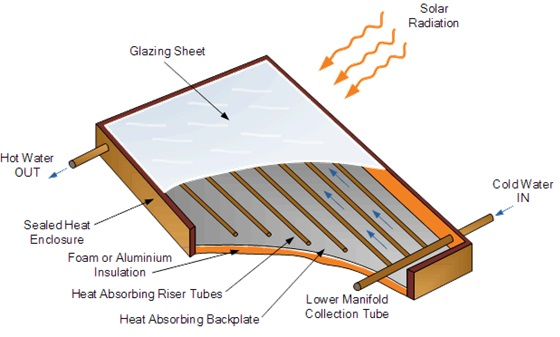 Solar
Radiation
Glazing Sheet
Hot Water
OUT
Cold Water
IN
Sealed Heat
Enclosure
Foam or Aluminium
Insulation
Heat Absorbing Riser Tubes
Lower Manifold
Collection Tube
Heat Absorbing Backplate